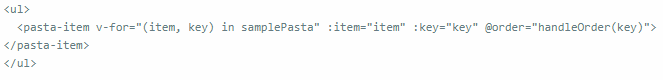 <ul>
<pasta-item v-for="(item, key) in samplePasta" :item="item" :key="key" @order="handleOrder(key)">
</pasta-item>
</ul>